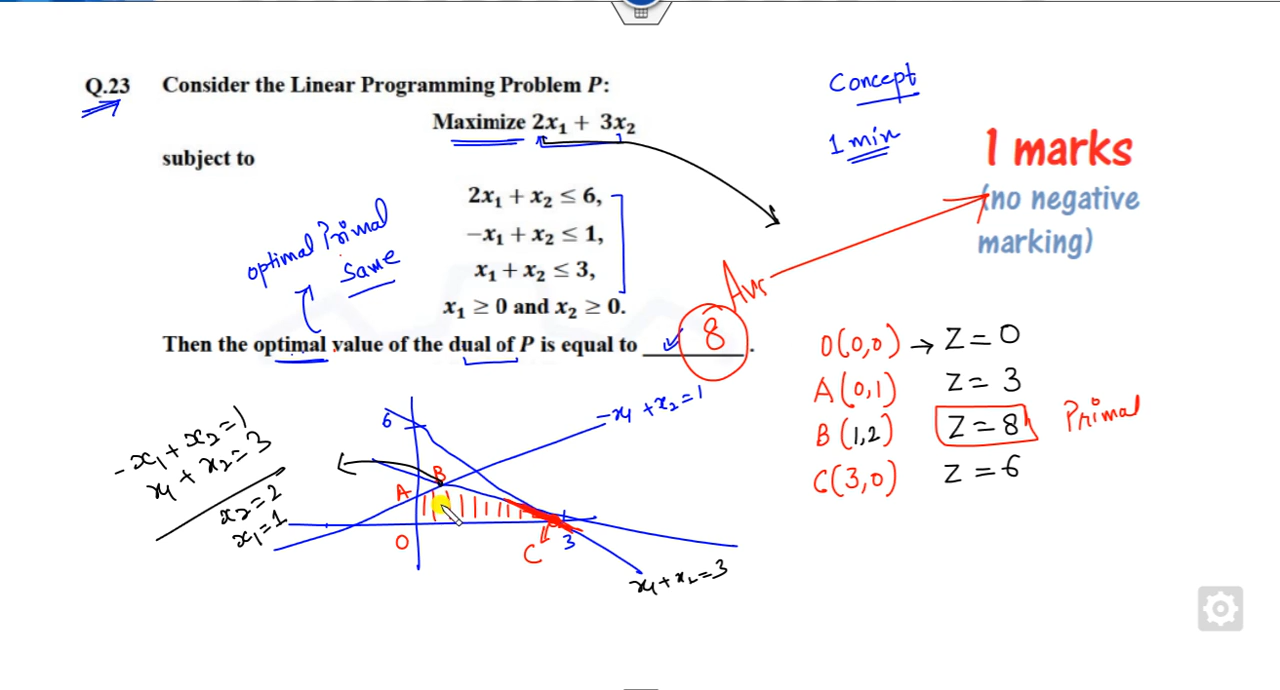 Q.23 Consider the Linear Programming Problem P:
Maximize 2x₁ + 3x₂
subject to
2x₁ + x₂ ≤ 6,
−x₁ + x₂ ≤ 1,
x₁ + x₂ ≤ 3,
x₁ ≥ 0 and x₂ ≥ 0.
Then the optimal value of the dual of P is equal to ________.
8
Ans
optimal Primal
Same
Concept
1 min
1 marks
(no negative
marking)
O(0,0) → Z = 0
A(0,1) Z = 3
B(1,2) Z = 8 Primal
C(3,0) Z = 6
−x₁ + x₂ = 1
x₁ + x₂ = 3
x₂ = 2
x₁ = 1
6
−x₁ + x₂ = 1
B
A
O
C
3
x₁ + x₂ = 3